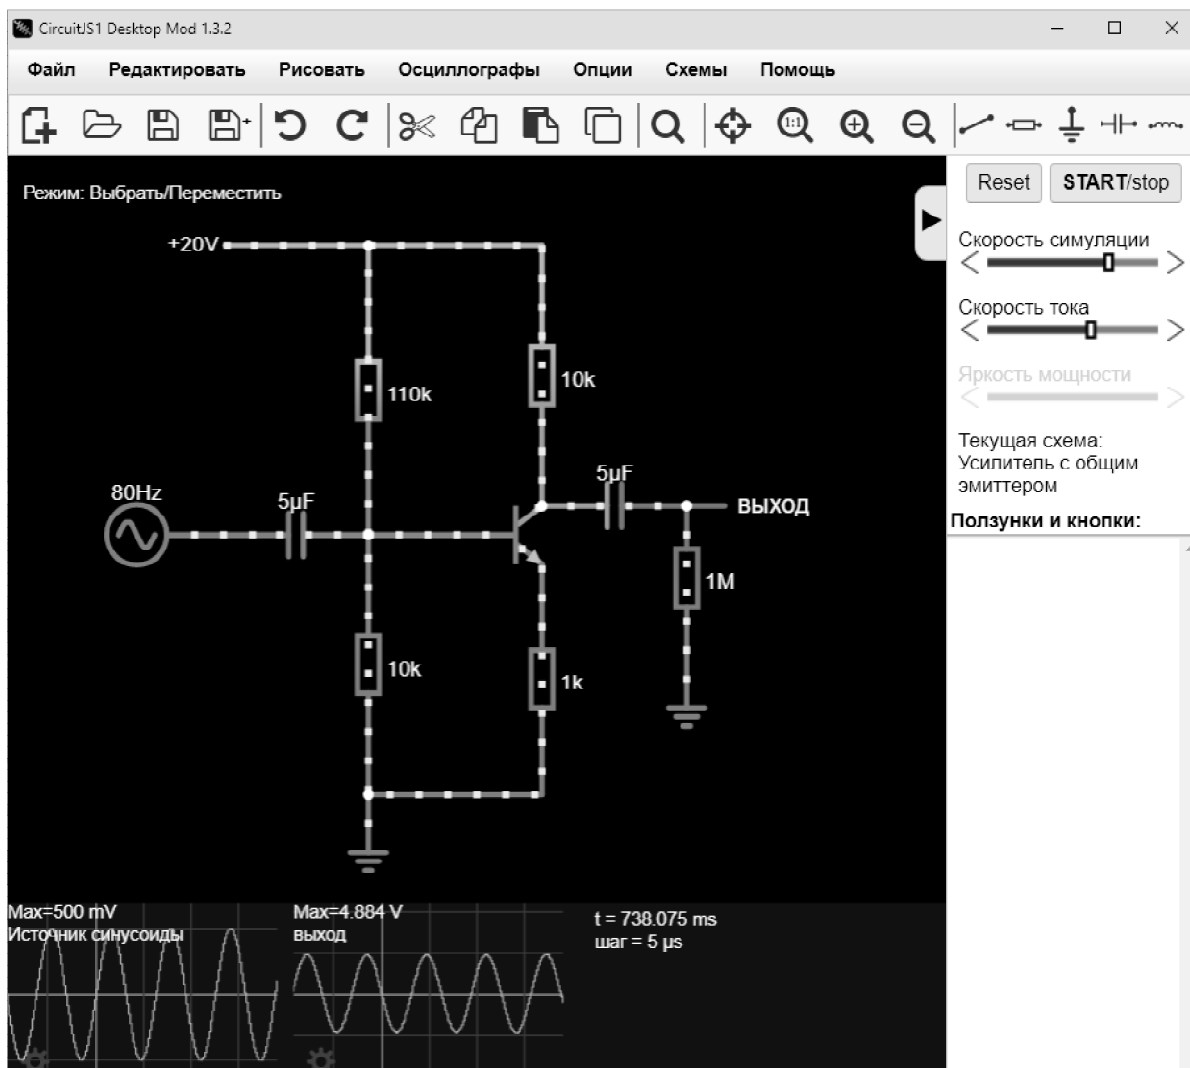 CircuitJS1 Desktop Mod 1.3.2
Файл Редактировать Рисовать Осциллографы Опции Схемы Помощь
1:1
Режим: Выбрать/Переместить
Reset START/stop
Скорость симуляции
Скорость тока
Яркость мощности
Текущая схема:
Усилитель с общим
эмиттером
Ползунки и кнопки:
+20V
110k
10k
80Hz
5µF
5µF
ВЫХОД
1M
10k
1k
Max=500 mV
Источник синусоиды
Max=4.884 V
выход
t = 738.075 ms
шаг = 5 µs